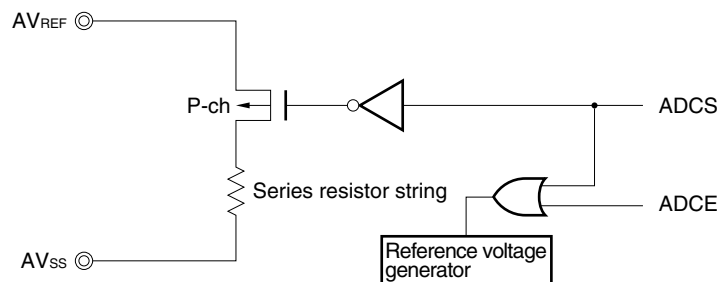 AVREF
P-ch
ADCS
Series resistor string
ADCE
AVSS
Reference voltage
generator